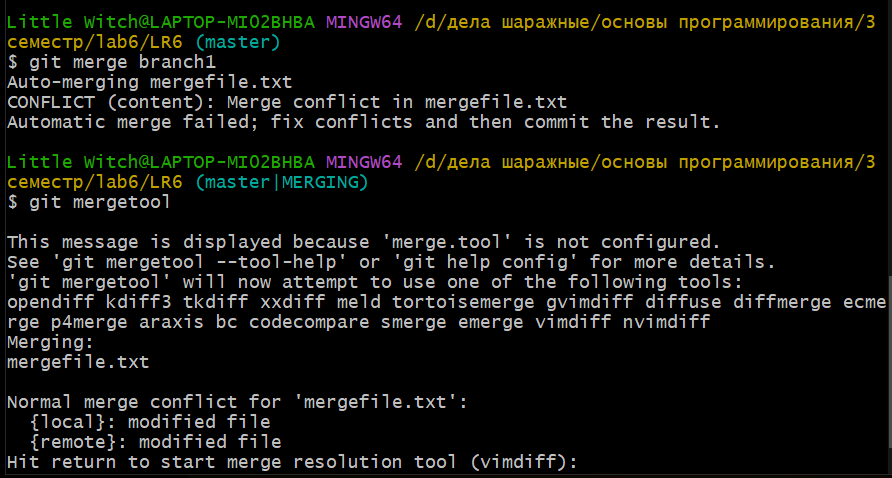 Little Witch@LAPTOP-MI02BHBA MINGW64 /d/дела шаражные/основы программирования/3
семестр/lab6/LR6 (master)
$ git merge branch1
Auto-merging mergefile.txt
CONFLICT (content): Merge conflict in mergefile.txt
Automatic merge failed; fix conflicts and then commit the result.
Little Witch@LAPTOP-MI02BHBA MINGW64 /d/дела шаражные/основы программирования/3
семестр/lab6/LR6 (master|MERGING)
$ git mergetool
This message is displayed because 'merge.tool' is not configured.
See 'git mergetool --tool-help' or 'git help config' for more details.
'git mergetool' will now attempt to use one of the following tools:
opendiff kdiff3 tkdiff xxdiff meld tortoisemerge gvimdiff diffuse diffmerge ecme
rge p4merge araxis bc codecompare smerge emerge vimdiff nvimdiff
Merging:
mergefile.txt
Normal merge conflict for 'mergefile.txt':
  {local}: modified file
  {remote}: modified file
Hit return to start merge resolution tool (vimdiff):